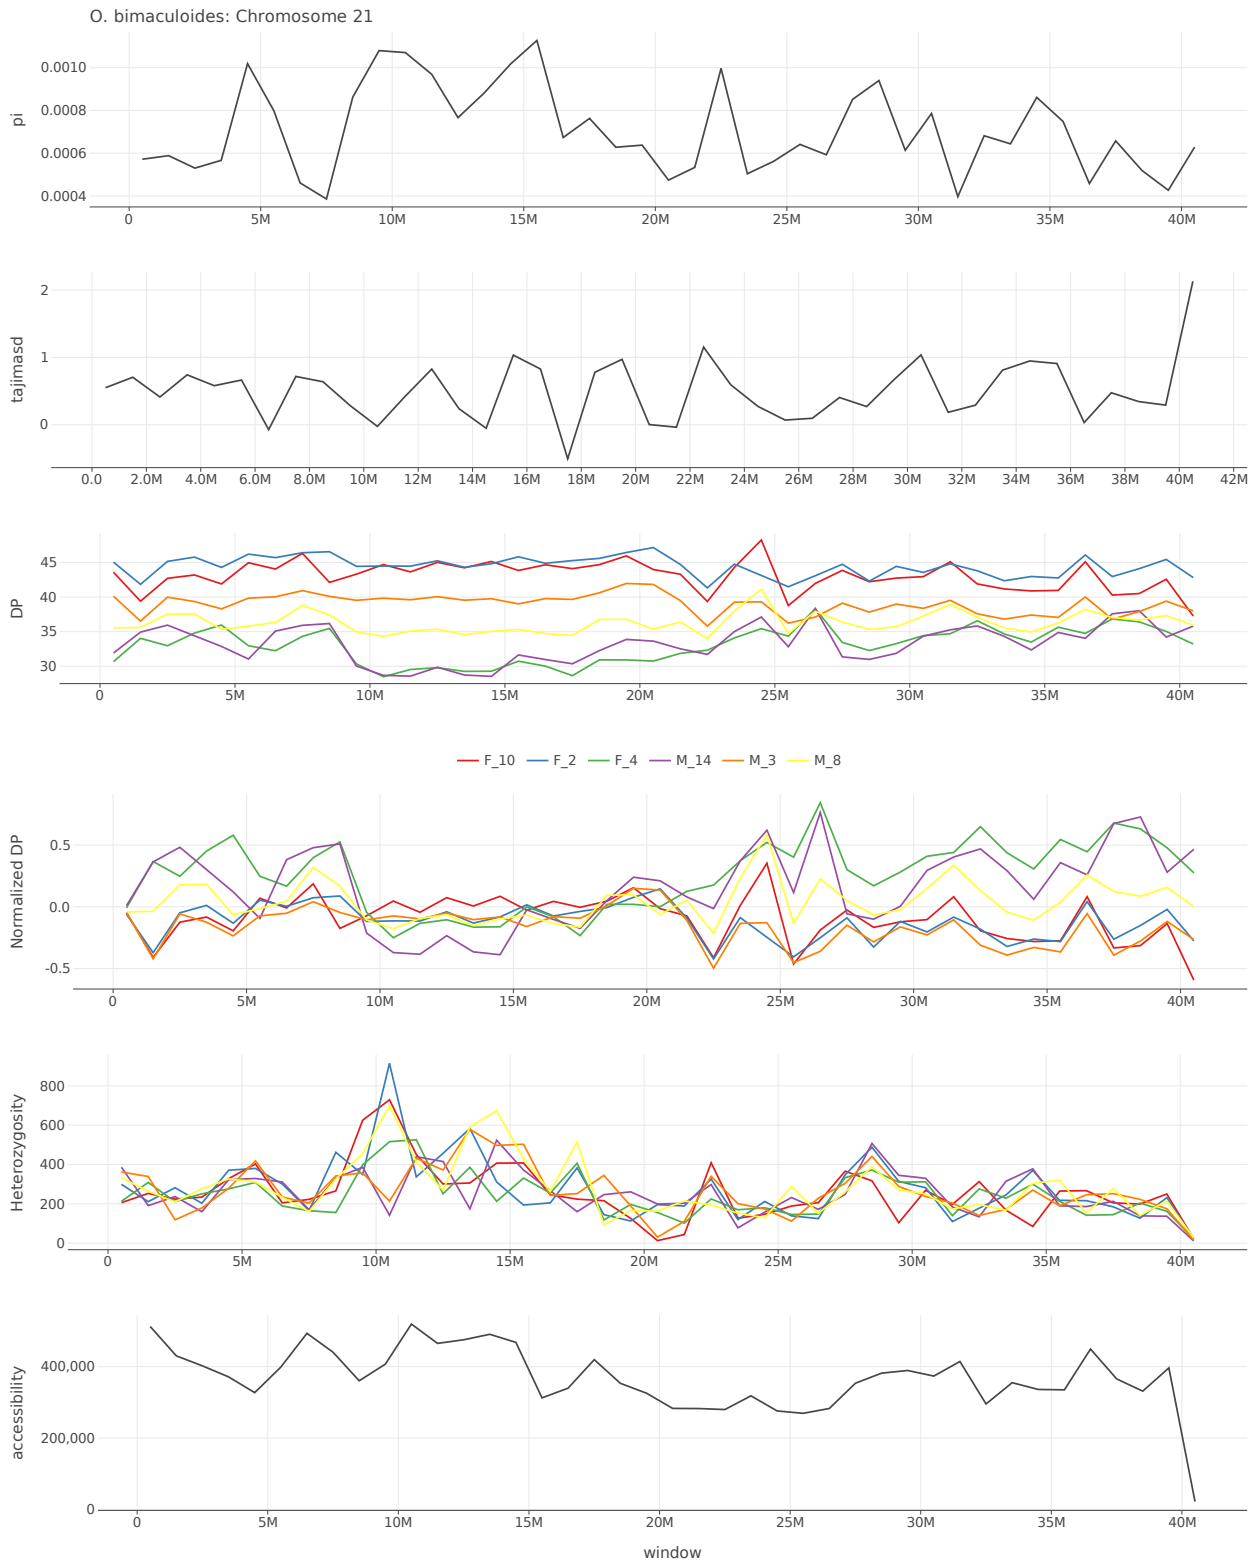 O. bimaculoides: Chromosome 21
pi
0.0010
0.0008
0.0006
0.0004
0 5M 10M 15M 20M 25M 30M 35M 40M
tajimasd
2
1
0
0.0 2.0M 4.0M 6.0M 8.0M 10M 12M 14M 16M 18M 20M 22M 24M 26M 28M 30M 32M 34M 36M 38M 40M 42M
DP
45
40
35
30
0 5M 10M 15M 20M 25M 30M 35M 40M
F_10 F_2 F_4 M_14 M_3 M_8
Normalized DP
0.5
0.0
-0.5
0 5M 10M 15M 20M 25M 30M 35M 40M
Heterozygosity
800
600
400
200
0
0 5M 10M 15M 20M 25M 30M 35M 40M
accessibility
400,000
200,000
0
0 5M 10M 15M 20M 25M 30M 35M 40M
window